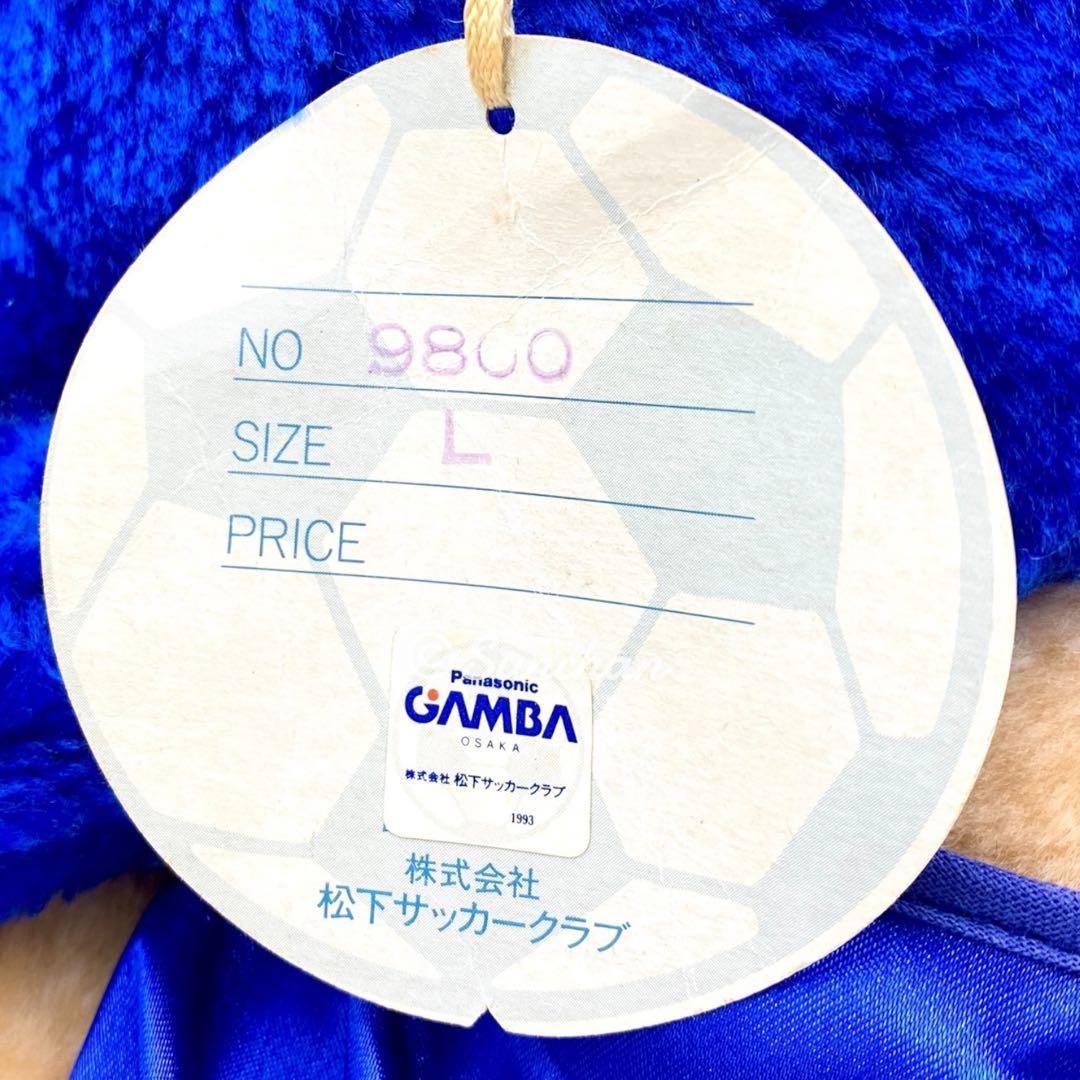 NO 9800
SIZE L
PRICE
Panasonic
GAMBA
OSAKA
株式会社 松下サッカークラブ
1993
株式会社
松下サッカークラブ